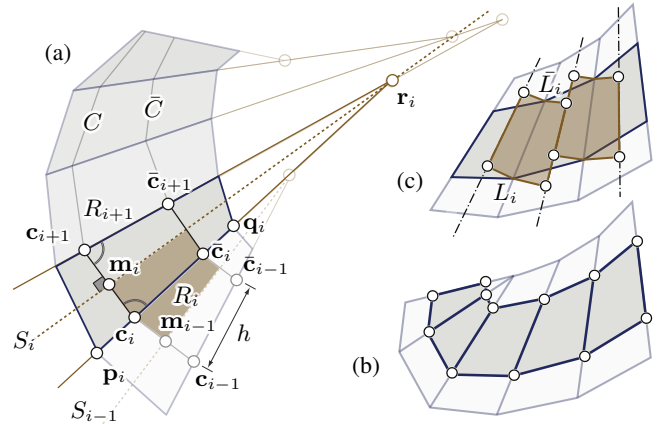 (a)
C
C̄
r_i
c̄_{i+1}
R_{i+1}
c_{i+1}
q_i
m_i
c̄_i
c̄_{i-1}
R_i
S_i
c_i
m_{i-1}
h
p_i
c_{i-1}
S_{i-1}
L̄_i
(c)
L_i
(b)